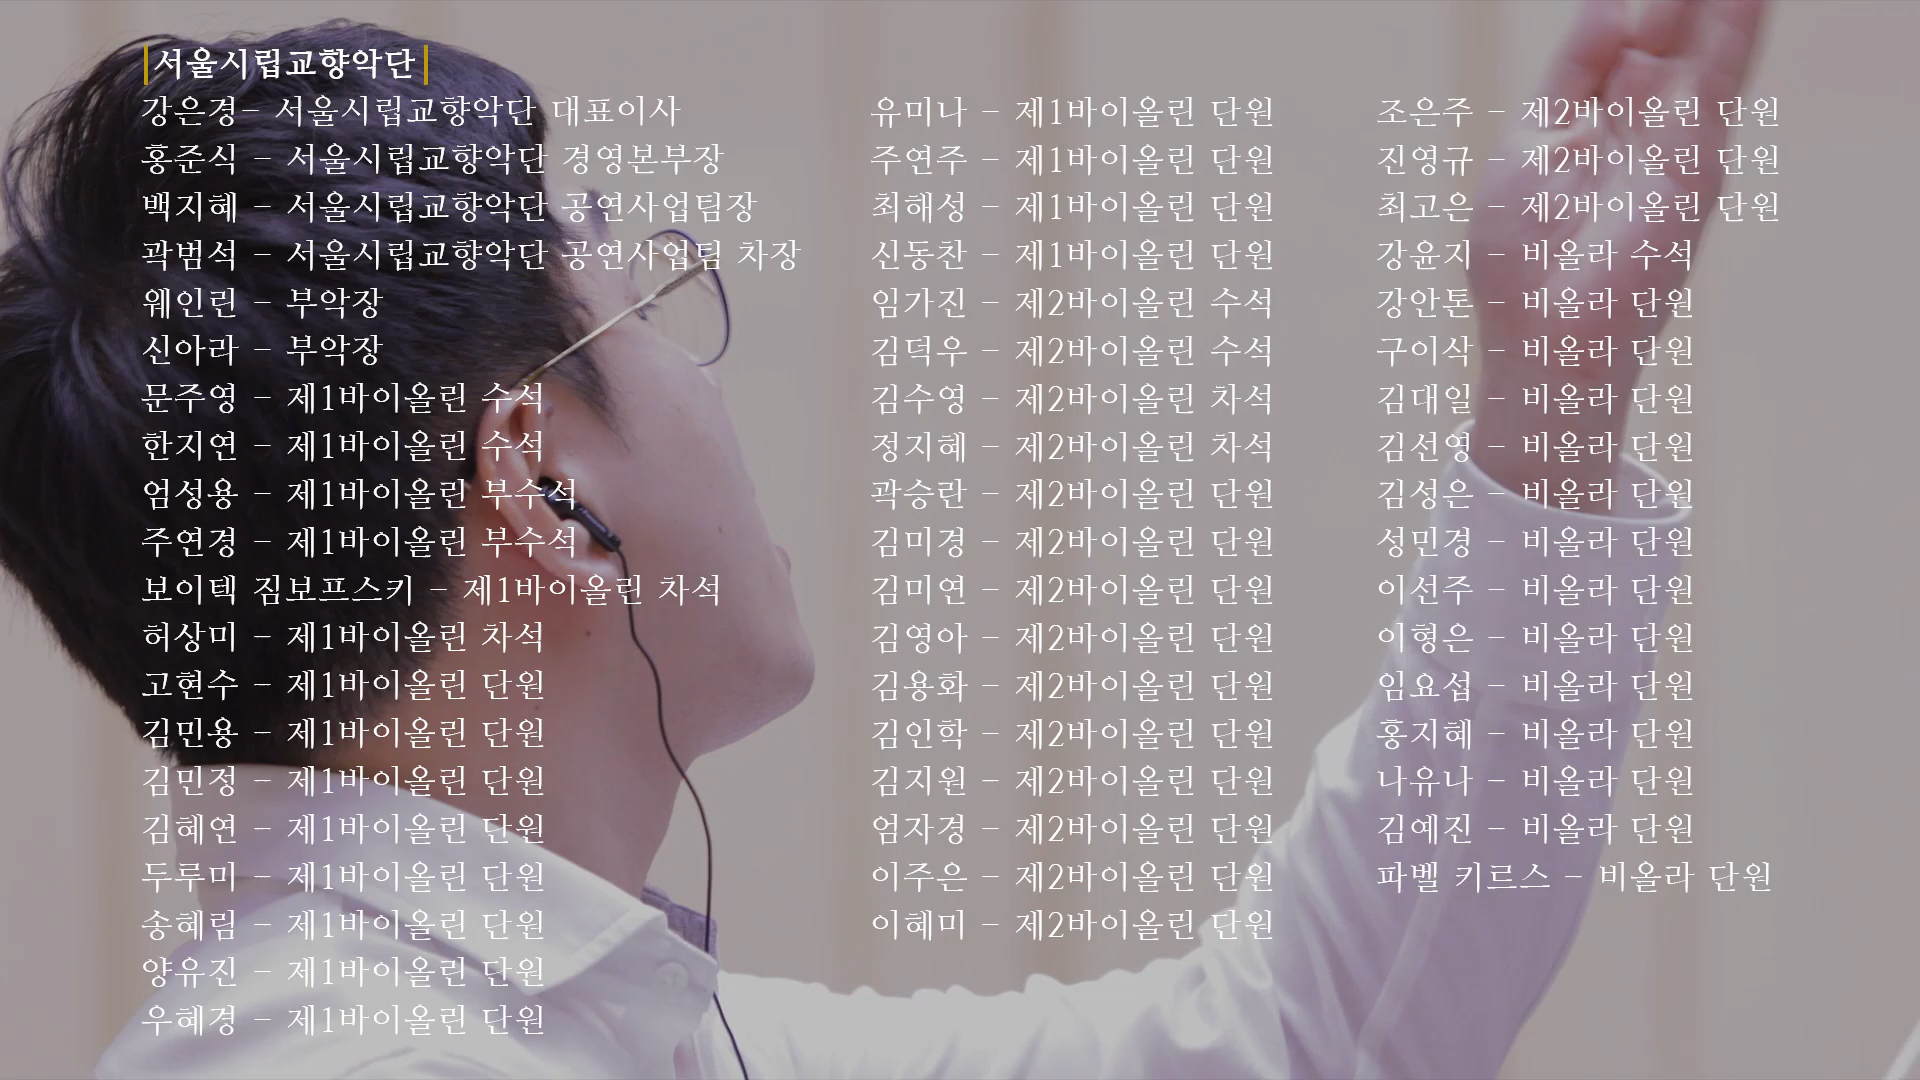 서울시립교향악단
강은경- 서울시립교향악단 대표이사
홍준식 - 서울시립교향악단 경영본부장
백지혜 - 서울시립교향악단 공연사업팀장
곽범석 - 서울시립교향악단 공연사업팀 차장
웨인린 - 부악장
신아라 - 부악장
문주영 - 제1바이올린 수석
한지연 - 제1바이올린 수석
엄성용 - 제1바이올린 부수석
주연경 - 제1바이올린 부수석
보이텍 짐보프스키 - 제1바이올린 차석
허상미 - 제1바이올린 차석
고현수 - 제1바이올린 단원
김민용 - 제1바이올린 단원
김민정 - 제1바이올린 단원
김혜연 - 제1바이올린 단원
두루미 - 제1바이올린 단원
송혜림 - 제1바이올린 단원
양유진 - 제1바이올린 단원
우혜경 - 제1바이올린 단원
유미나 - 제1바이올린 단원
주연주 - 제1바이올린 단원
최해성 - 제1바이올린 단원
신동찬 - 제1바이올린 단원
임가진 - 제2바이올린 수석
김덕우 - 제2바이올린 수석
김수영 - 제2바이올린 차석
정지혜 - 제2바이올린 차석
곽승란 - 제2바이올린 단원
김미경 - 제2바이올린 단원
김미연 - 제2바이올린 단원
김영아 - 제2바이올린 단원
김용화 - 제2바이올린 단원
김인학 - 제2바이올린 단원
김지원 - 제2바이올린 단원
엄자경 - 제2바이올린 단원
이주은 - 제2바이올린 단원
이혜미 - 제2바이올린 단원
조은주 - 제2바이올린 단원
진영규 - 제2바이올린 단원
최고은 - 제2바이올린 단원
강윤지 - 비올라 수석
강안톤 - 비올라 단원
구이삭 - 비올라 단원
김대일 - 비올라 단원
김선영 - 비올라 단원
김성은 - 비올라 단원
성민경 - 비올라 단원
이선주 - 비올라 단원
이형은 - 비올라 단원
임요섭 - 비올라 단원
홍지혜 - 비올라 단원
나유나 - 비올라 단원
김예진 - 비올라 단원
파벨 키르스 - 비올라 단원